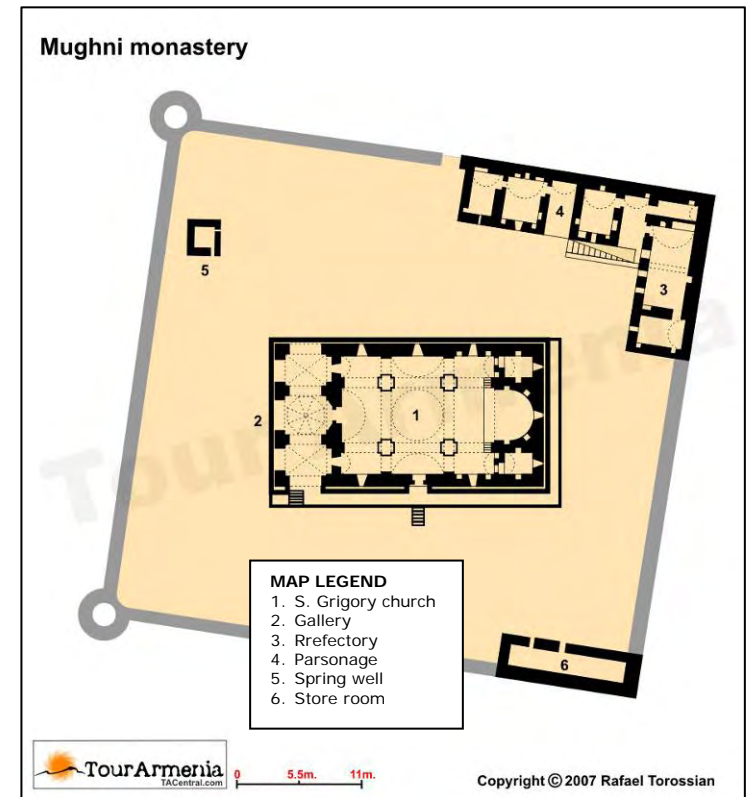 Mughni monastery
4
5
3
2
1
MAP LEGEND
1. S. Grigory church
2. Gallery
3. Rrefectory
4. Parsonage
5. Spring well
6. Store room
6
TourArmenia
TACentral.com
0 5.5m. 11m.
Copyright © 2007 Rafael Torossian
TourArmenia